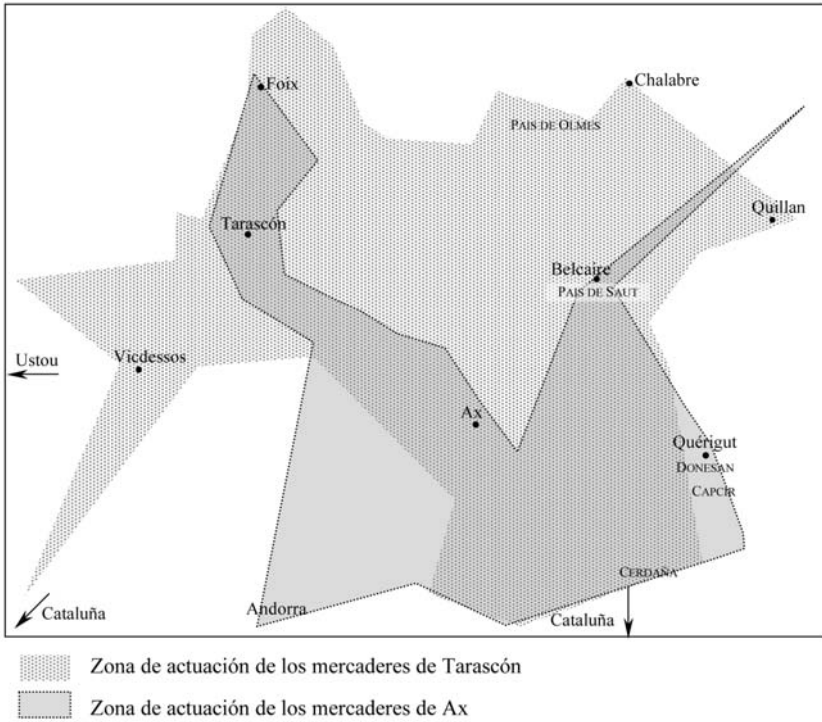 Foix
Chalabre
PAIS DE OLMES
Tarascón
Quillan
Belcaire
PAIS DE SAUT
Ustou
Vicdessos
Ax
Quérigut
DONESAN
CAPCIR
CERDAÑA
Andorra
Cataluña
Cataluña
Zona de actuación de los mercaderes de Tarascón
Zona de actuación de los mercaderes de Ax